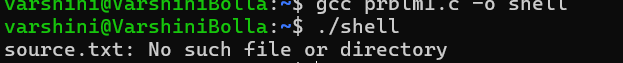 varshini@VarshiniBolla:~$ gcc prblm1.c -o shell
varshini@VarshiniBolla:~$ ./shell
source.txt: No such file or directory